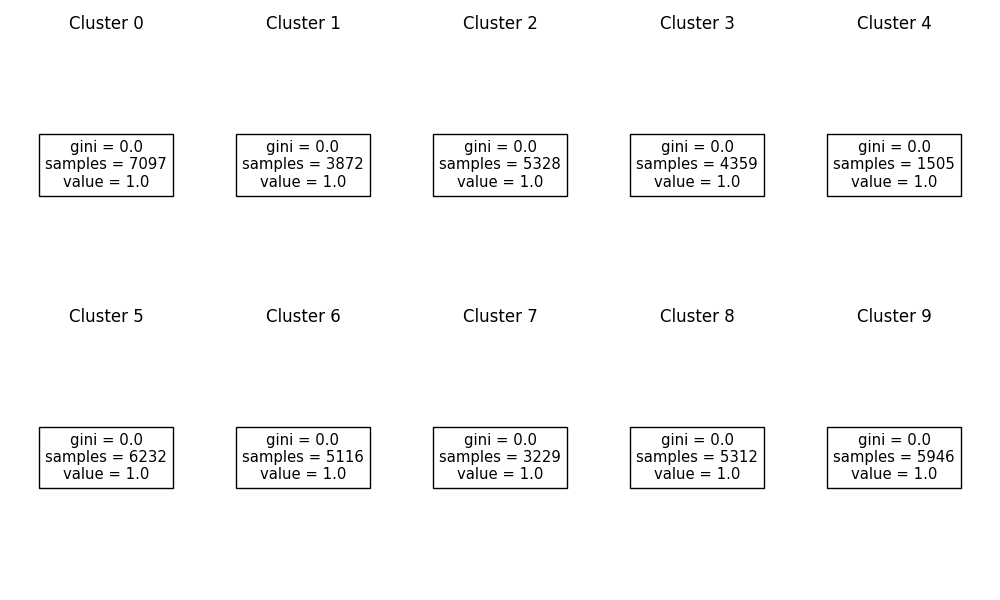 Cluster 0
gini = 0.0
samples = 7097
value = 1.0
Cluster 1
gini = 0.0
samples = 3872
value = 1.0
Cluster 2
gini = 0.0
samples = 5328
value = 1.0
Cluster 3
gini = 0.0
samples = 4359
value = 1.0
Cluster 4
gini = 0.0
samples = 1505
value = 1.0
Cluster 5
gini = 0.0
samples = 6232
value = 1.0
Cluster 6
gini = 0.0
samples = 5116
value = 1.0
Cluster 7
gini = 0.0
samples = 3229
value = 1.0
Cluster 8
gini = 0.0
samples = 5312
value = 1.0
Cluster 9
gini = 0.0
samples = 5946
value = 1.0